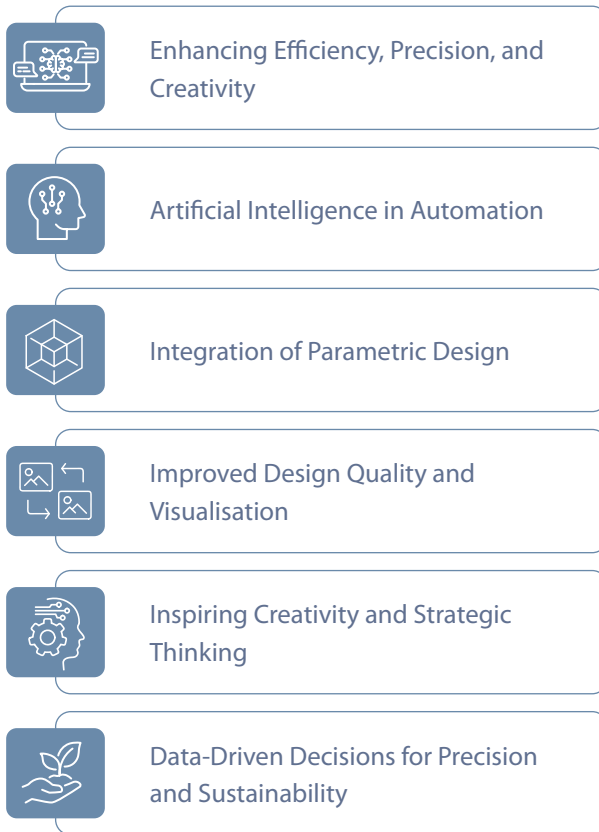 Enhancing Efficiency, Precision, and
Creativity
Artificial Intelligence in Automation
Integration of Parametric Design
Improved Design Quality and
Visualisation
Inspiring Creativity and Strategic
Thinking
Data-Driven Decisions for Precision
and Sustainability